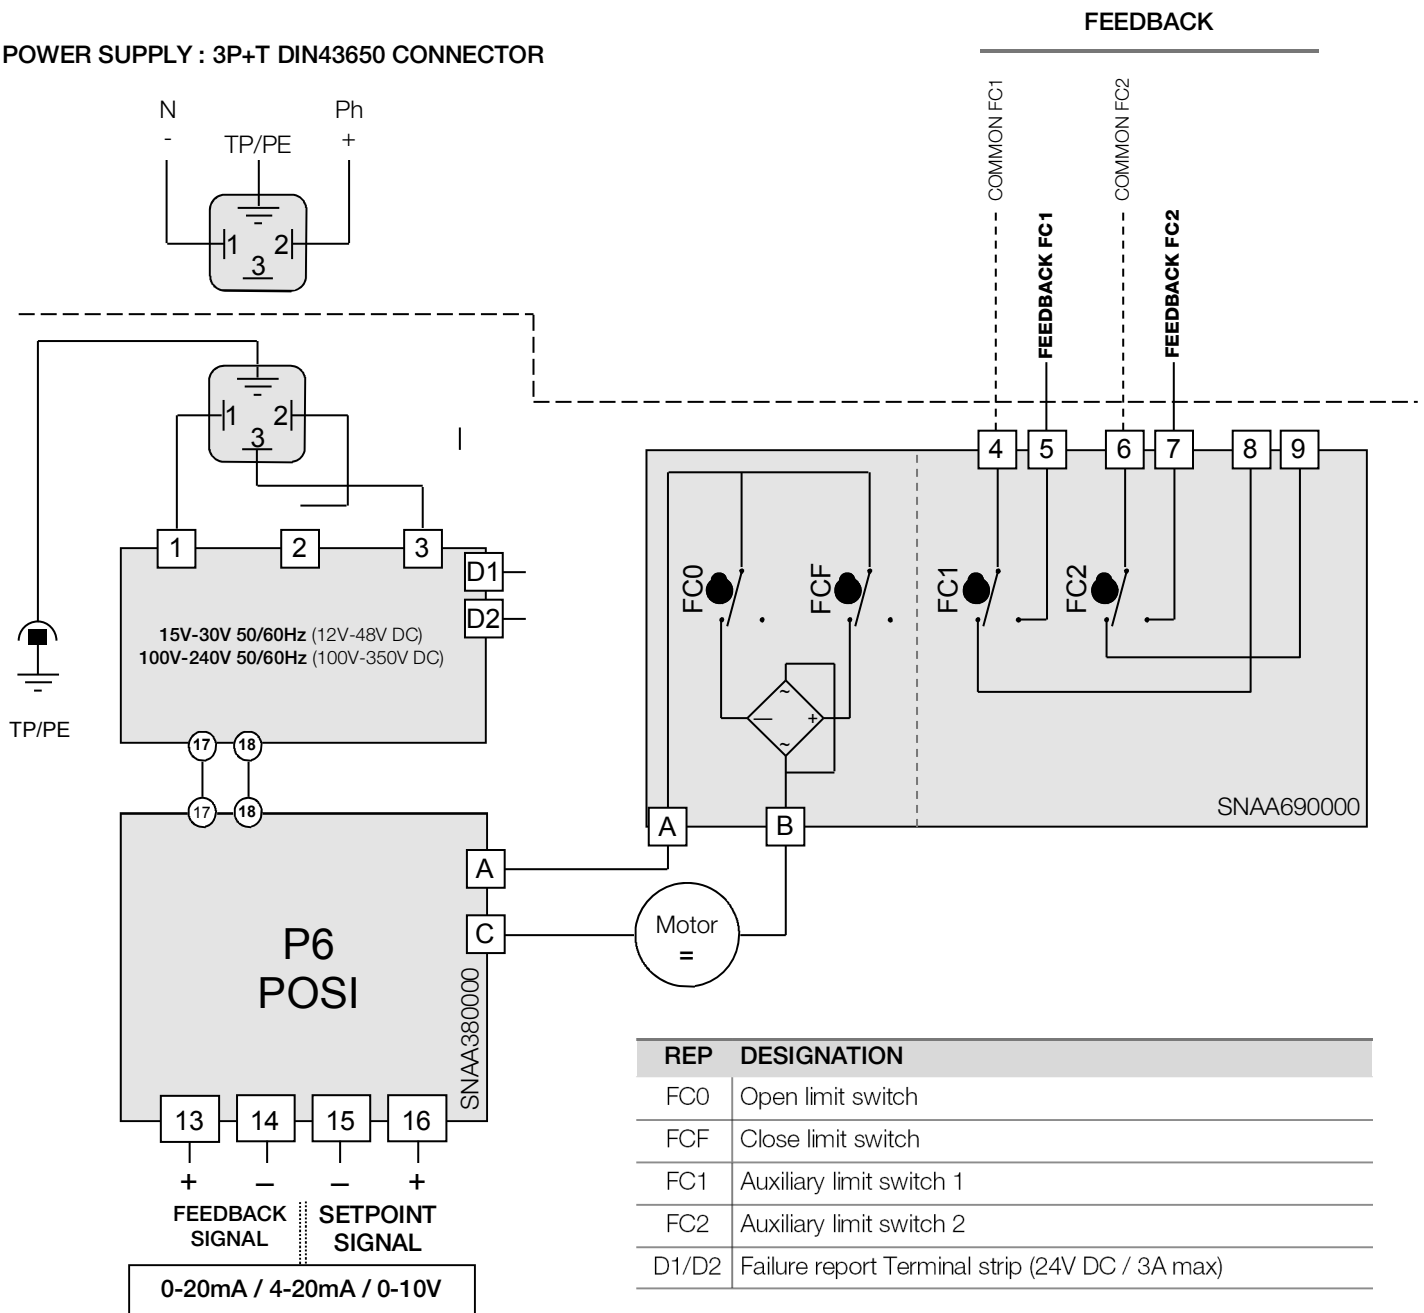 FEEDBACK
POWER SUPPLY : 3P+T DIN43650 CONNECTOR
N
-
TP/PE
Ph
+
1
2
3
COMMON FC1
FEEDBACK FC1
COMMON FC2
FEEDBACK FC2
1
2
3
1
2
3
D1
D2
15V-30V 50/60Hz (12V-48V DC)
100V-240V 50/60Hz (100V-350V DC)
TP/PE
17
18
17
18
4
5
6
7
8
9
FC0
FCF
FC1
FC2
~
—
+
~
SNAA690000
A
B
A
C
Motor
=
P6
POSI
SNAA380000
13
14
15
16
+
–
–
+
FEEDBACK
SIGNAL
SETPOINT
SIGNAL
0-20mA / 4-20mA / 0-10V
REP DESIGNATION
FC0 Open limit switch
FCF Close limit switch
FC1 Auxiliary limit switch 1
FC2 Auxiliary limit switch 2
D1/D2 Failure report Terminal strip (24V DC / 3A max)